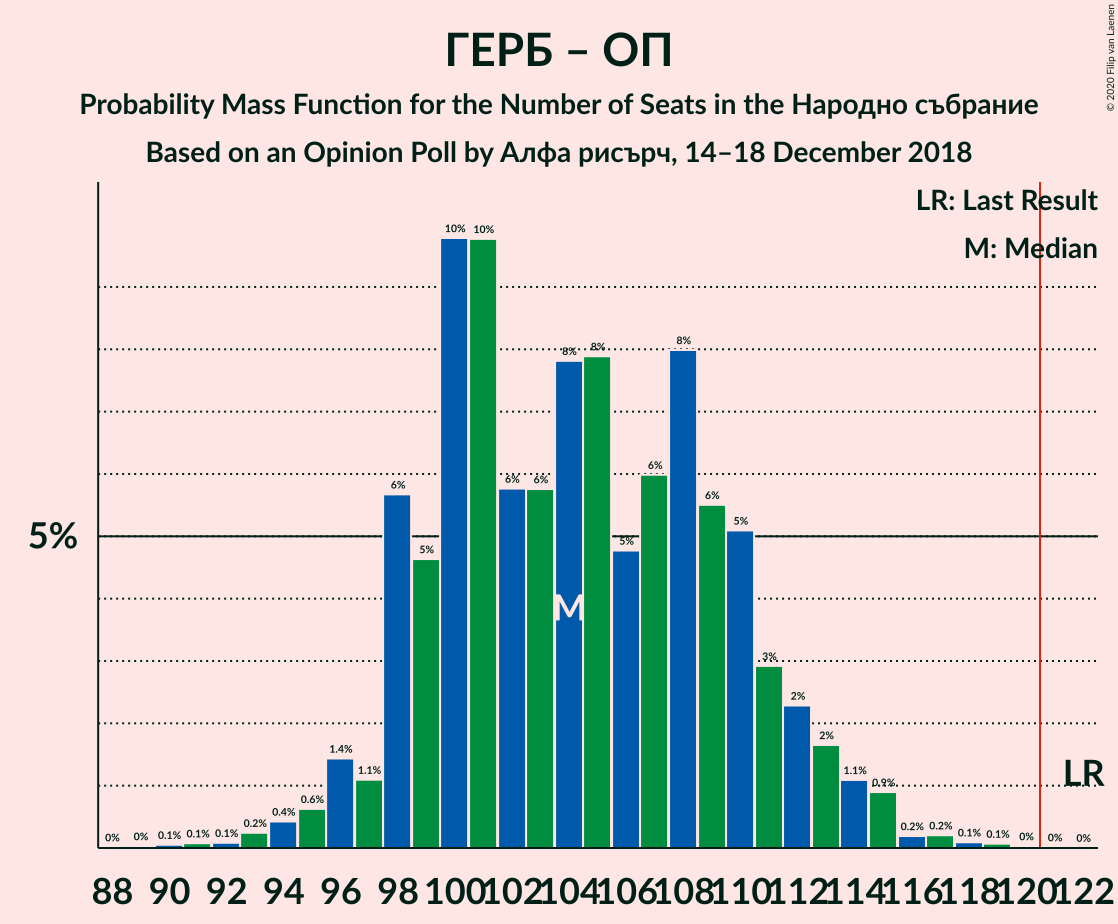 ГЕРБ – ОП
Probability Mass Function for the Number of Seats in the Народно събрание
Based on an Opinion Poll by Алфа рисърч, 14–18 December 2018
© 2020 Filip van Laenen
LR: Last Result
M: Median
5%
0% 0% 0.1% 0.1% 0.1% 0.2% 0.4% 0.6% 1.4% 1.1% 6% 5% 10% 10% 6% 6% 8% 8% 5% 6% 8% 6% 5% 3% 2% 2% 1.1% 0.9% 0.2% 0.2% 0.1% 0.1% 0% 0% 0%
M
LR
88 90 92 94 96 98 100 102 104 106 108 110 112 114 116 118 120 122